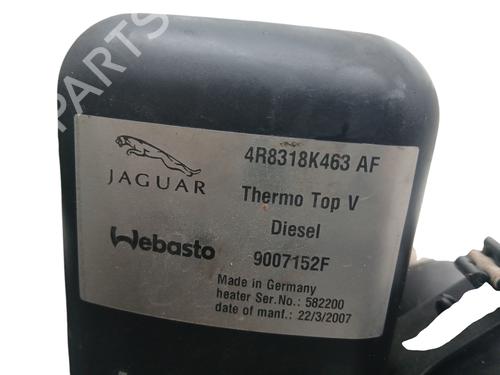 PARTS
4R8318K463 AF
JAGUAR
Thermo Top V
Diesel
Webasto
9007152F
Made in Germany
heater Ser.No.: 582200
date of manf.: 22/3/2007